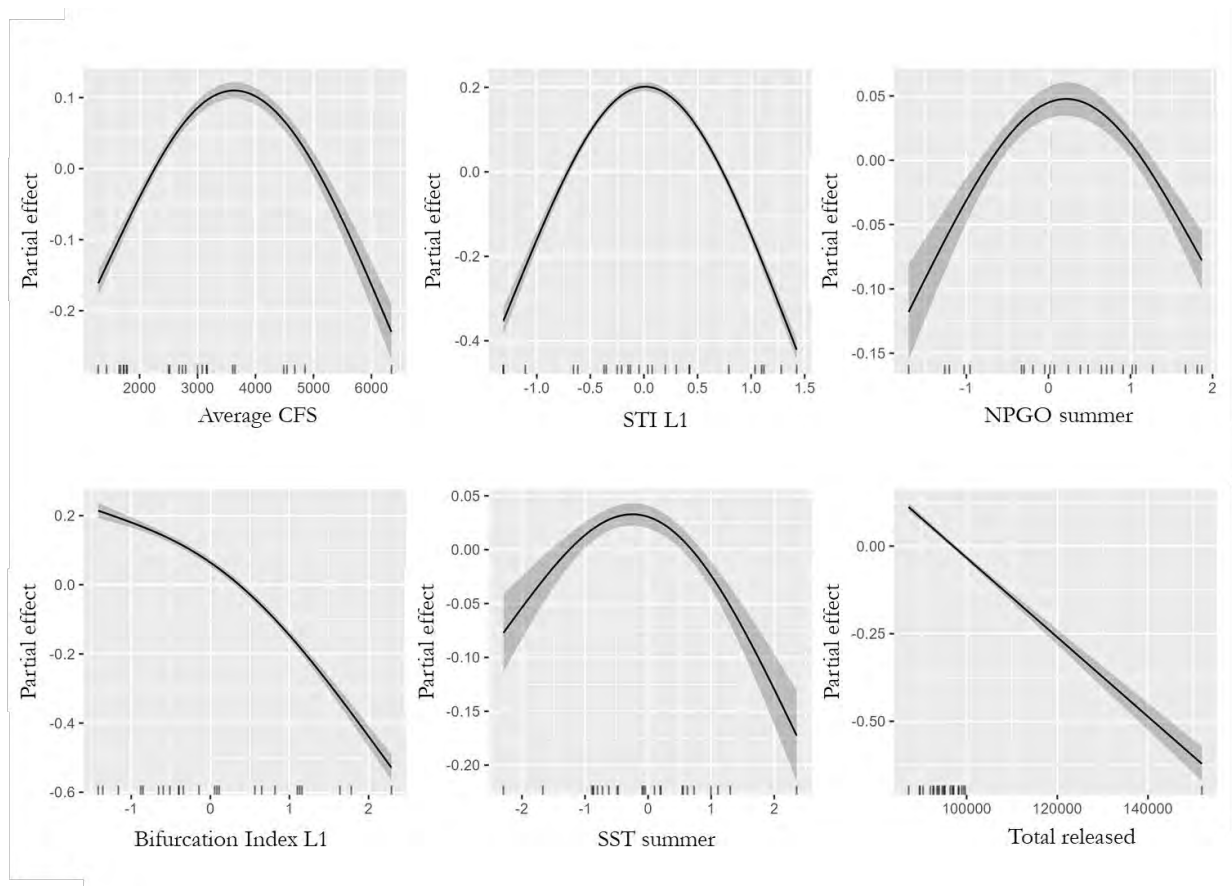 0.1
0.0
-0.1
-0.2
Partial effect
2000 3000 4000 5000 6000
Average CFS
0.2
0.0
-0.2
-0.4
Partial effect
-1.0 -0.5 0.0 0.5 1.0 1.5
STI L1
0.05
0.00
-0.05
-0.10
-0.15
Partial effect
-1 0 1 2
NPGO summer
0.2
0.0
-0.2
-0.4
-0.6
Partial effect
-1 0 1 2
Bifurcation Index L1
0.05
0.00
-0.05
-0.10
-0.15
-0.20
Partial effect
-2 -1 0 1 2
SST summer
0.00
-0.25
-0.50
Partial effect
100000 120000 140000
Total released